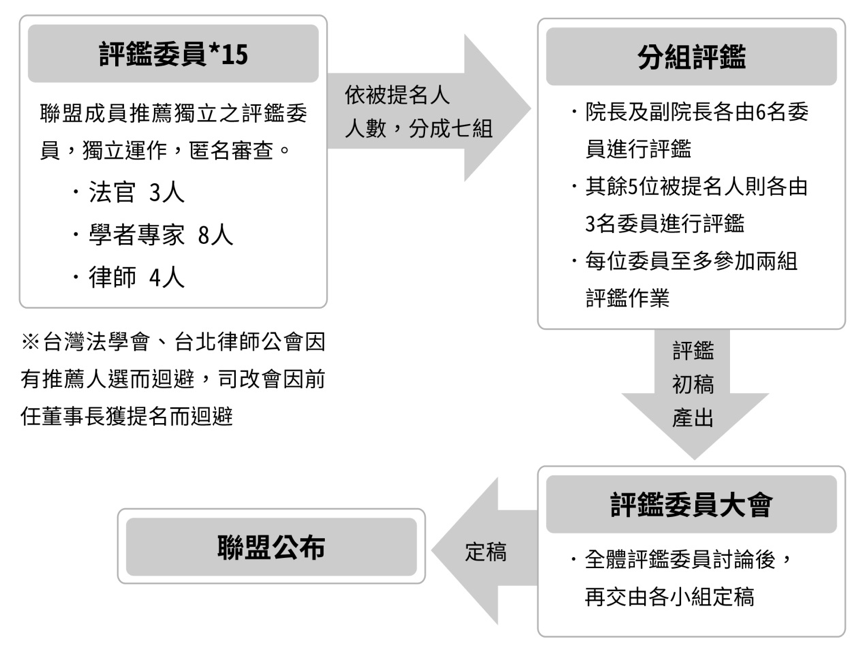 評鑑委員*15
聯盟成員推薦獨立之評鑑委
員，獨立運作，匿名審查。
・法官 3人
・學者專家 8人
・律師 4人
※台灣法學會、台北律師公會因
有推薦人選而迴避，司改會因前
任董事長獲提名而迴避
依被提名人
人數，分成七組
分組評鑑
・院長及副院長各由6名委
員進行評鑑
・其餘5位被提名人則各由
3名委員進行評鑑
・每位委員至多參加兩組
評鑑作業
評鑑
初稿
產出
評鑑委員大會
・全體評鑑委員討論後，
再交由各小組定稿
定稿
聯盟公布